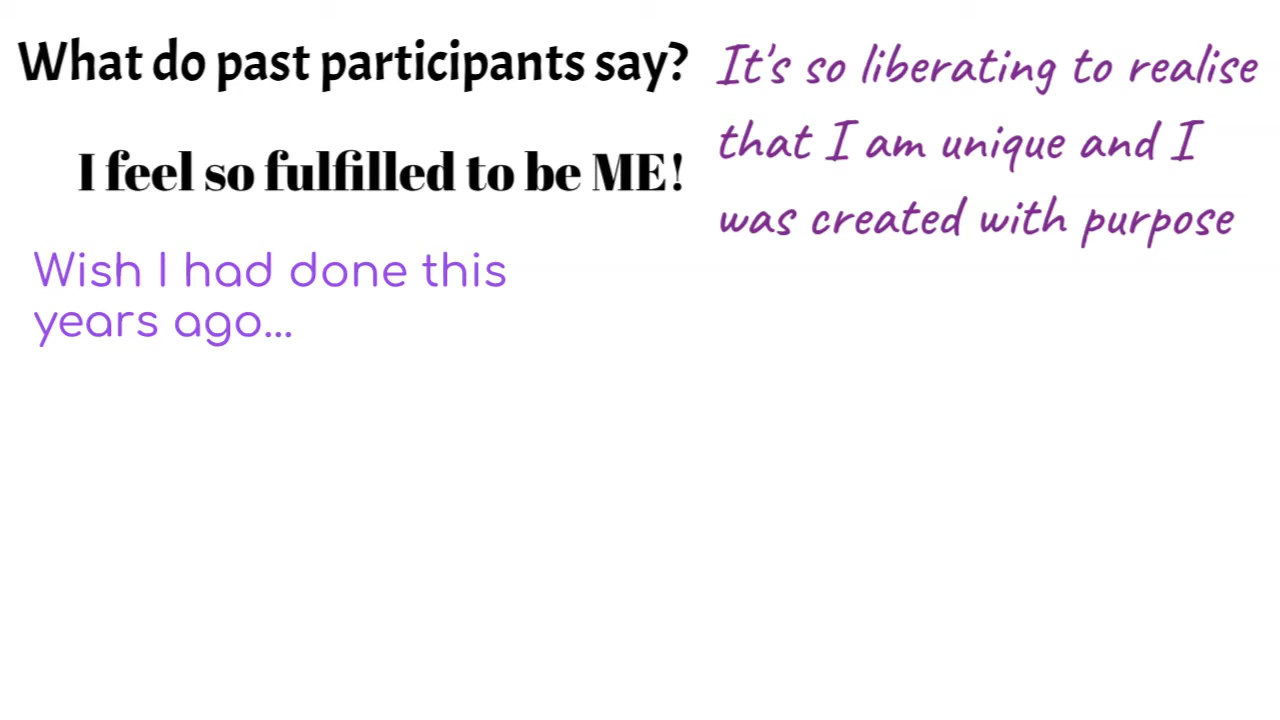 What do past participants say?
I feel so fulfilled to be ME!
Wish I had done this
years ago...
It's so liberating to realise
that I am unique and I
was created with purpose